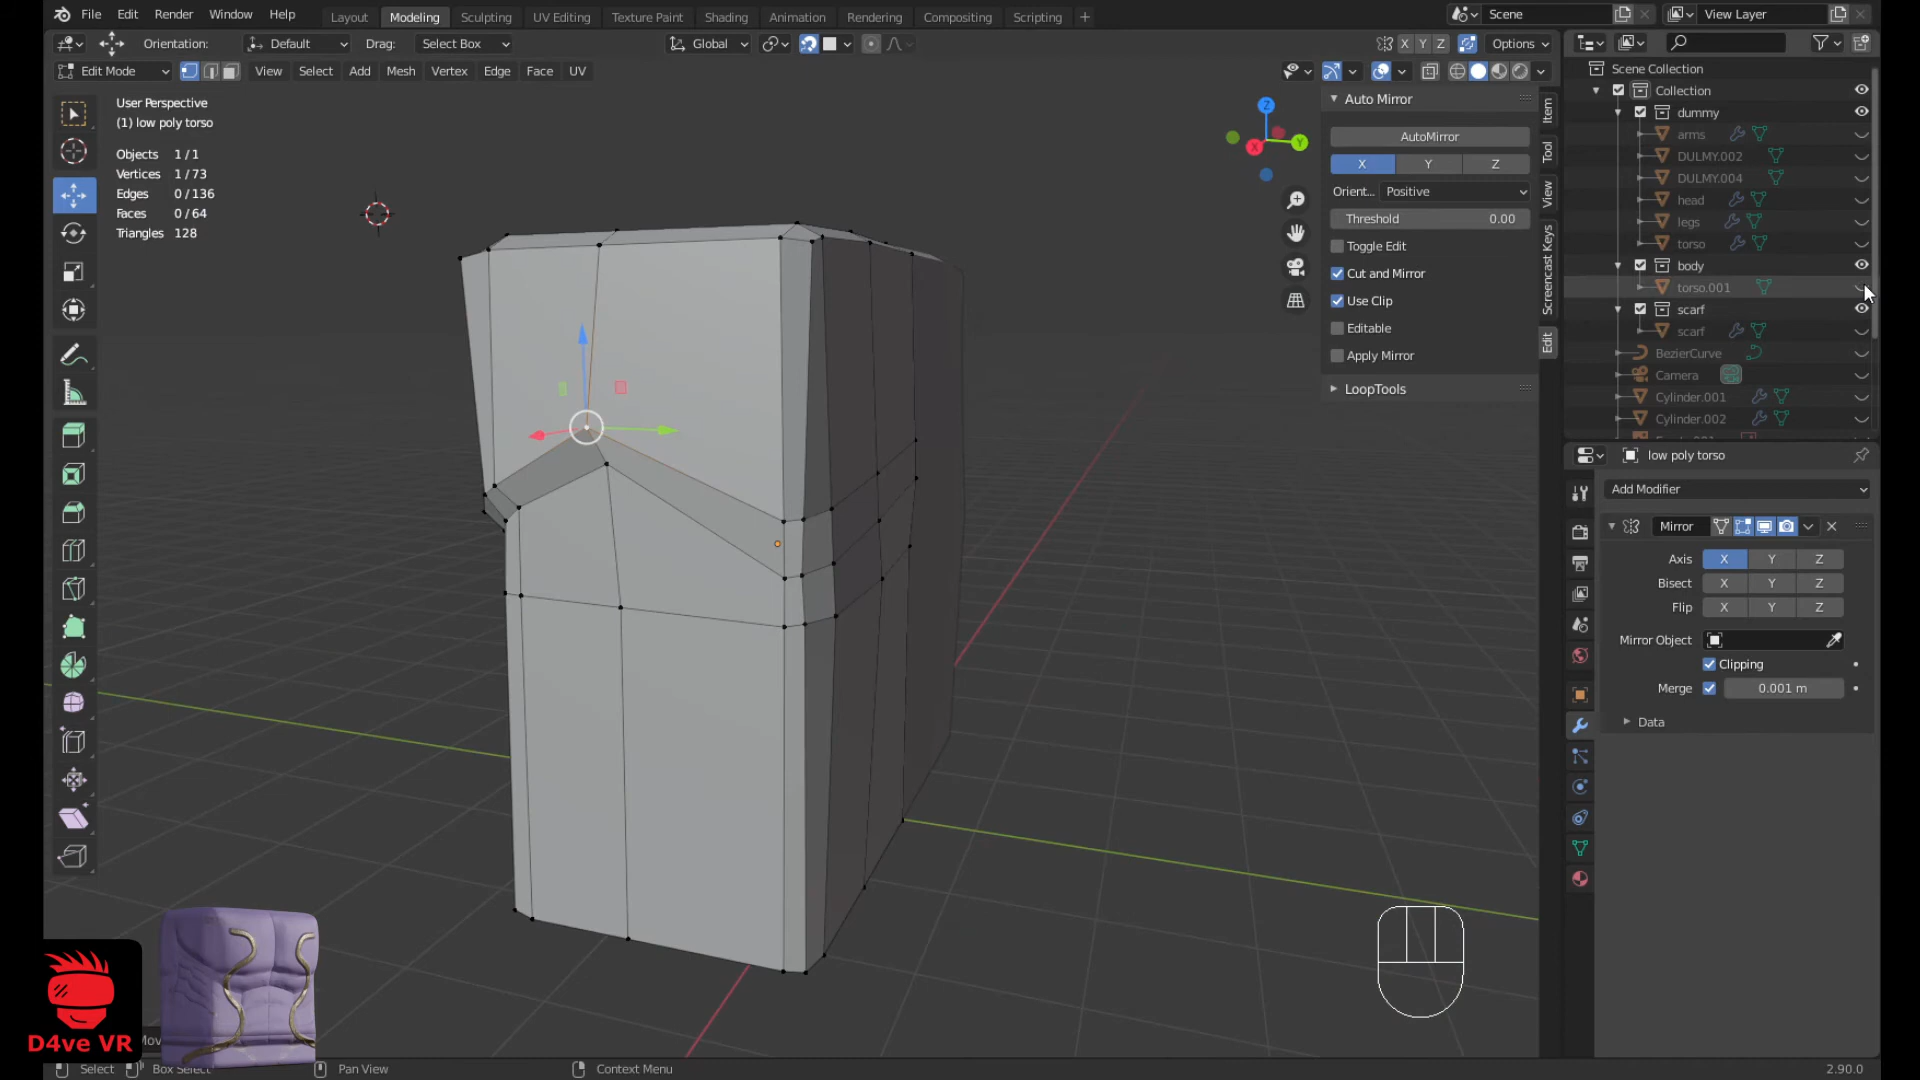 File Edit Render Window Help Layout Modeling Sculpting UV Editing Texture Paint Shading Animation Rendering Compositing Scripting + Scene View Layer
Orientation: Default Drag: Select Box Global X Y Z Options
Edit Mode View Select Add Mesh Vertex Edge Face UV
User Perspective
(1) low poly torso
Objects 1/1
Vertices 1/73
Edges 0/136
Faces 0/64
Triangles 128
Z
Y
X
Auto Mirror
AutoMirror
X Y Z
Orient... Positive
Threshold 0.00
Toggle Edit
Cut and Mirror
Use Clip
Editable
Apply Mirror
LoopTools
Item
Tool
View
Screencast Keys
Edit
Scene Collection
Collection
dummy
arms
DULMY.002
DULMY.004
head
legs
torso
body
torso.001
scarf
scarf
BezierCurve
Camera
Cylinder.001
Cylinder.002
low poly torso
Add Modifier
Mirror
Axis X Y Z
Bisect X Y Z
Flip X Y Z
Mirror Object
Clipping
Merge 0.001 m
Data
D4ve VR
Mov
Select Box Select Pan View Context Menu 2.90.0